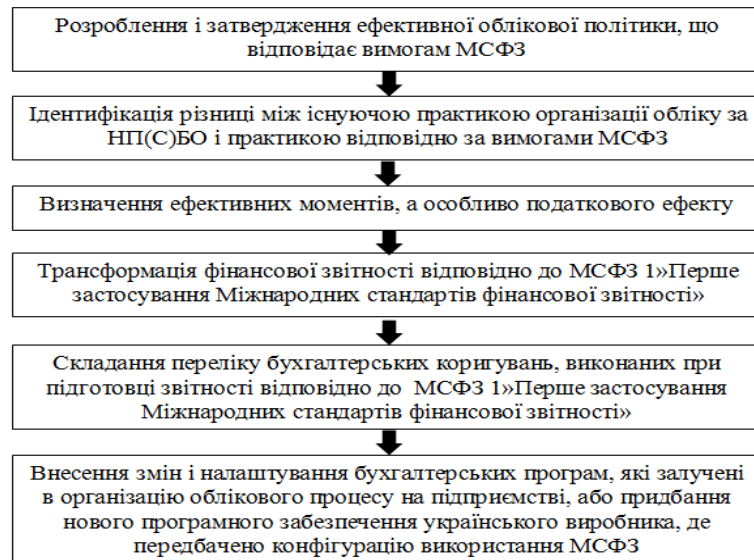 Розроблення і затвердження ефективної облікової політики, що
відповідає вимогам МСФЗ
Ідентифікація різниці між існуючою практикою організації обліку за
НП(С)БО і практикою відповідно за вимогами МСФЗ
Визначення ефективних моментів, а особливо податкового ефекту
Трансформація фінансової звітності відповідно до МСФЗ 1»Перше
застосування Міжнародних стандартів фінансової звітності»
Складання переліку бухгалтерських коригувань, виконаних при
підготовці звітності відповідно до МСФЗ 1»Перше застосування
Міжнародних стандартів фінансової звітності»
Внесення змін і налаштування бухгалтерських програм, які залучені
в організацію облікового процесу на підприємстві, або придбання
нового програмного забезпечення українського виробника, де
передбачено конфігурацію використання МСФЗ